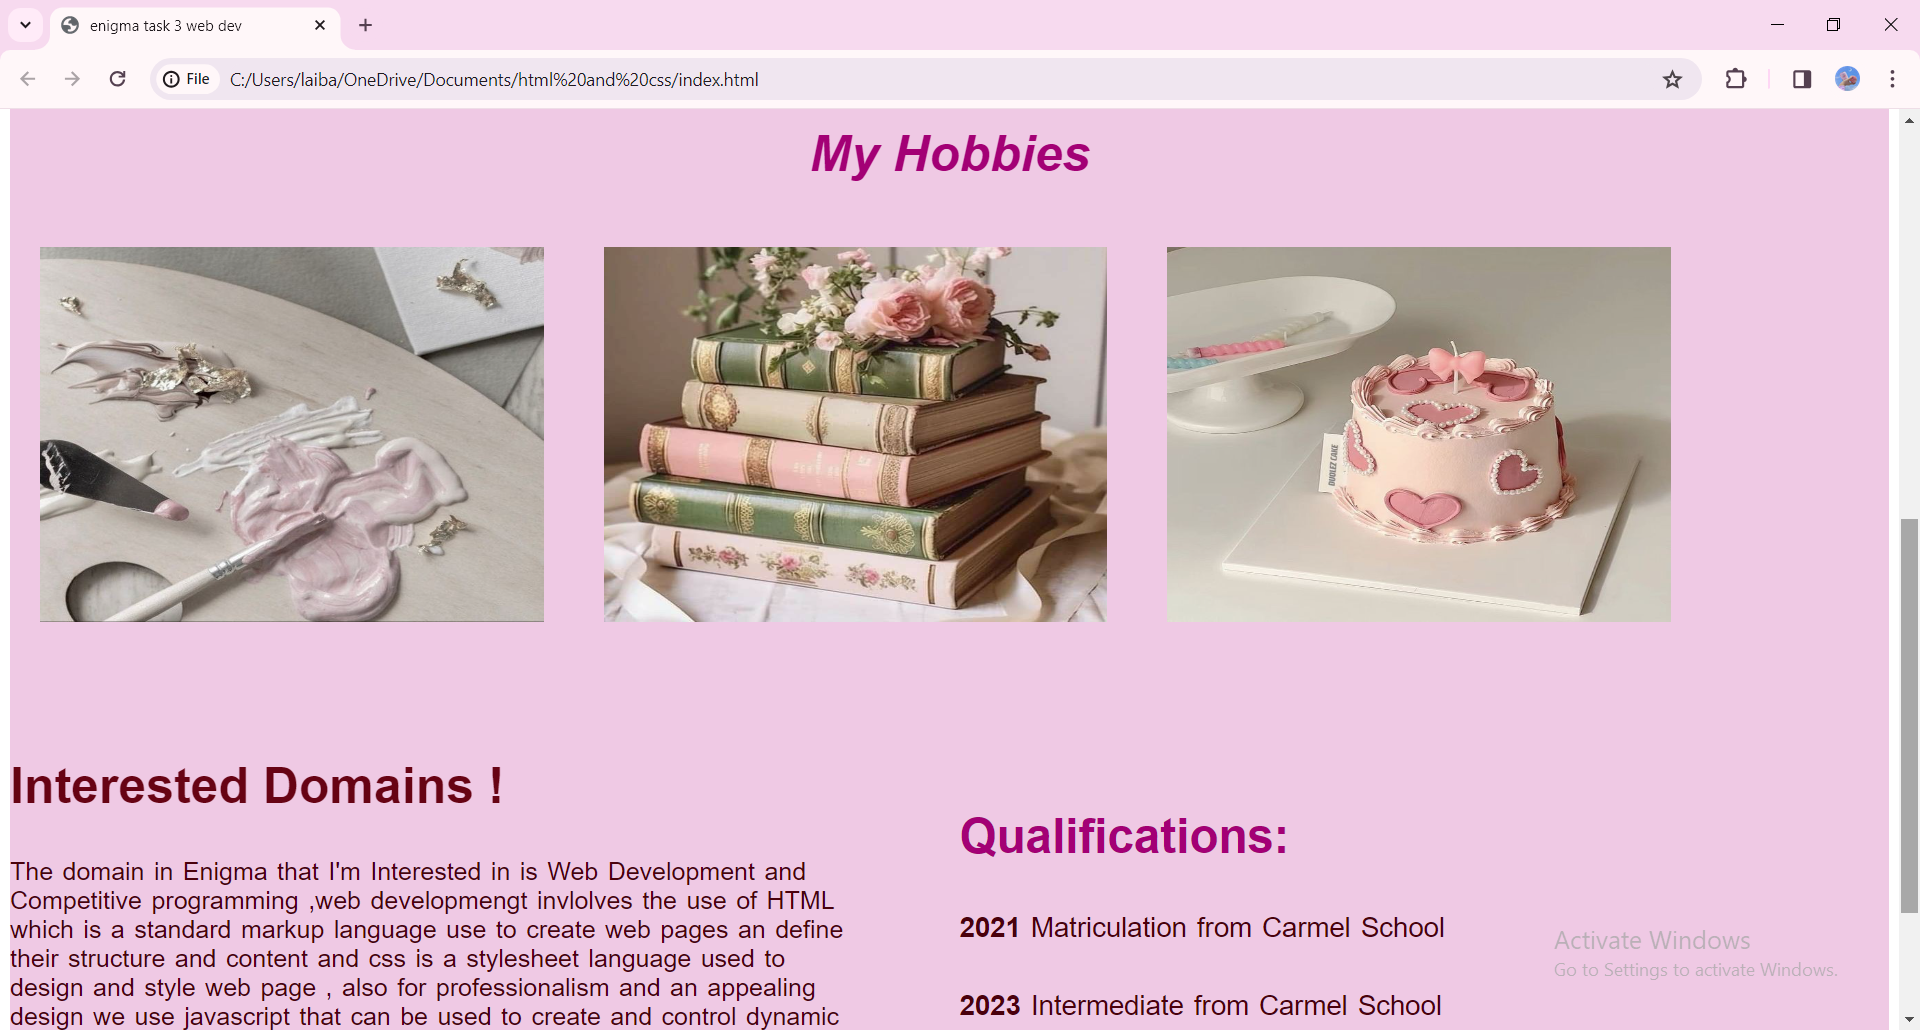 enigma task 3 web dev
File C:/Users/laiba/OneDrive/Documents/html%20and%20css/index.html
My Hobbies
DUDLEZ CAKE
Interested Domains !
The domain in Enigma that I'm Interested in is Web Development and
Competitive programming ,web developmengt invlolves the use of HTML
which is a standard markup language use to create web pages an define
their structure and content and css is a stylesheet language used to
design and style web page , also for professionalism and an appealing
design we use javascript that can be used to create and control dynamic
Qualifications:
2021 Matriculation from Carmel School
2023 Intermediate from Carmel School
Activate Windows
Go to Settings to activate Windows.